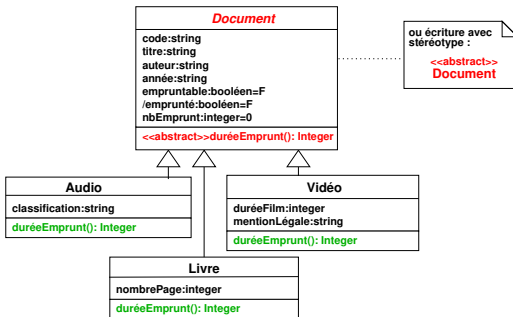 Document
code:string
titre:string
auteur:string
année:string
empruntable:booléen=F
/emprunté:booléen=F
nbEmprunt:integer=0
<<abstract>>duréeEmprunt(): Integer
ou écriture avec
stéréotype :
<<abstract>>
Document
Audio
classification:string
duréeEmprunt(): Integer
Vidéo
duréeFilm:integer
mentionLégale:string
duréeEmprunt(): Integer
Livre
nombrePage:integer
duréeEmprunt(): Integer